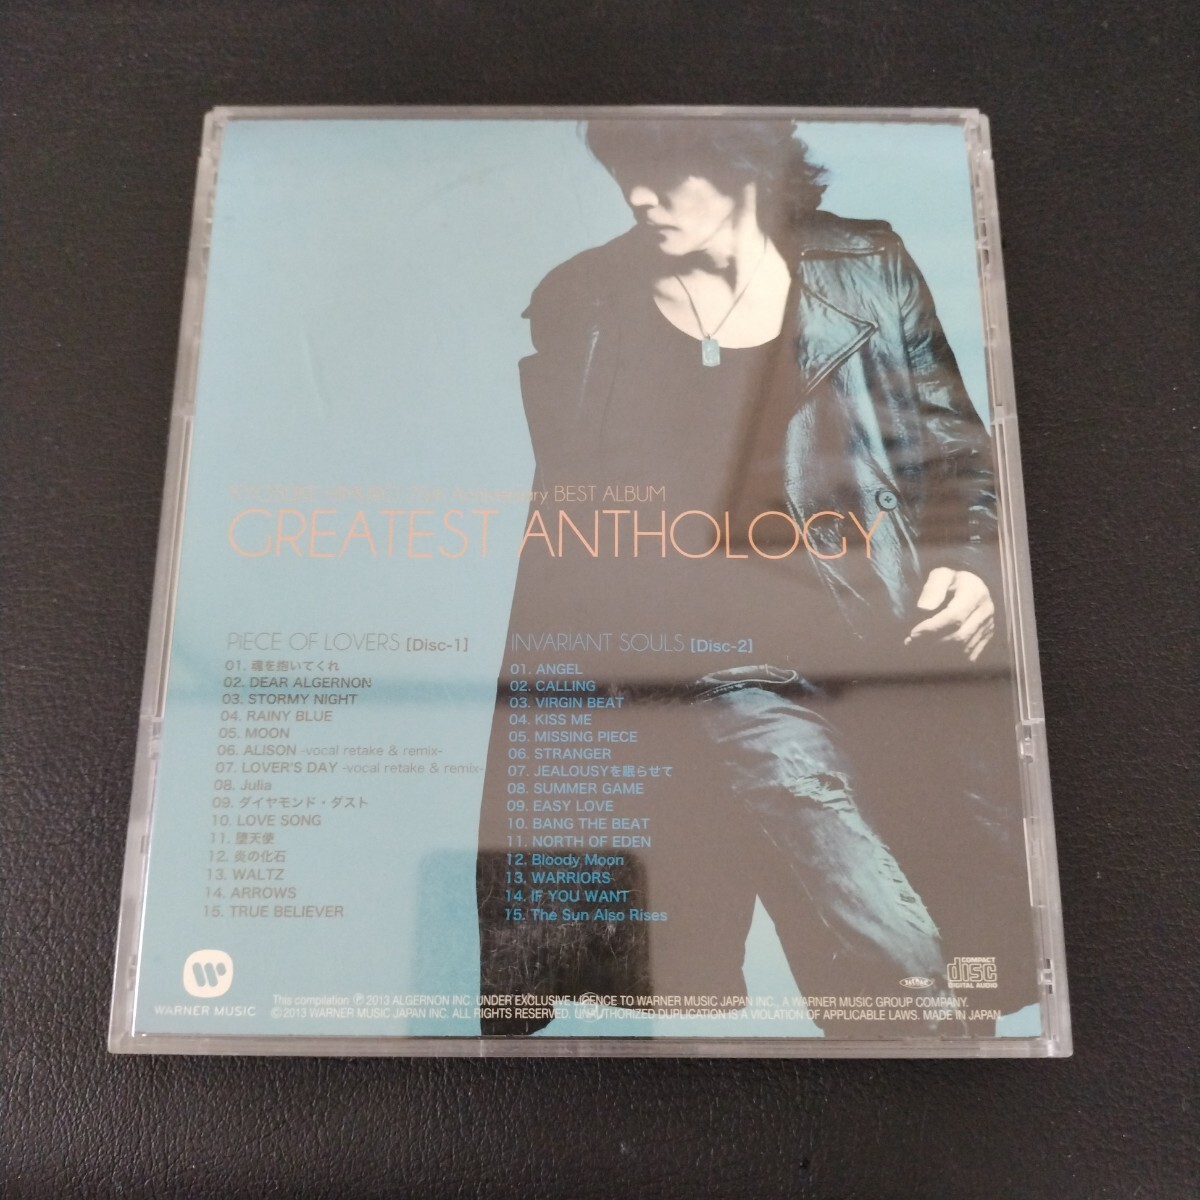 Anniversary BEST ALBUM
GREATEST ANTHOLOGY
PIECE OF LOVERS [Disc-1]
01. 魂を抱いてくれ
02. DEAR ALGERNON
03. STORMY NIGHT
04. RAINY BLUE
05. MOON
06. ALISON -vocal retake & remix-
07. LOVER'S DAY -vocal retake & remix-
08. Julia
09. ダイヤモンド・ダスト
10. LOVE SONG
11. 堕天使
12. 炎の化石
13. WALTZ
14. ARROWS
15. TRUE BELIEVER
INVARIANT SOULS [Disc-2]
01. ANGEL
02. CALLING
03. VIRGIN BEAT
04. KISS ME
05. MISSING PIECE
06. STRANGER
07. JEALOUSYを眠らせて
08. SUMMER GAME
09. EASY LOVE
10. BANG THE BEAT
11. NORTH OF EDEN
12. Bloody Moon
13. WARRIORS
14. IF YOU WANT
15. The Sun Also Rises
WARNER MUSIC
COMPACT
disc
DIGITAL AUDIO
This compilation ℗ 2013 ALGERNON INC. UNDER EXCLUSIVE LICENCE TO WARNER MUSIC JAPAN INC., A WARNER MUSIC GROUP COMPANY.
© 2013 WARNER MUSIC JAPAN INC. ALL RIGHTS RESERVED. UNAUTHORIZED DUPLICATION IS A VIOLATION OF APPLICABLE LAWS. MADE IN JAPAN